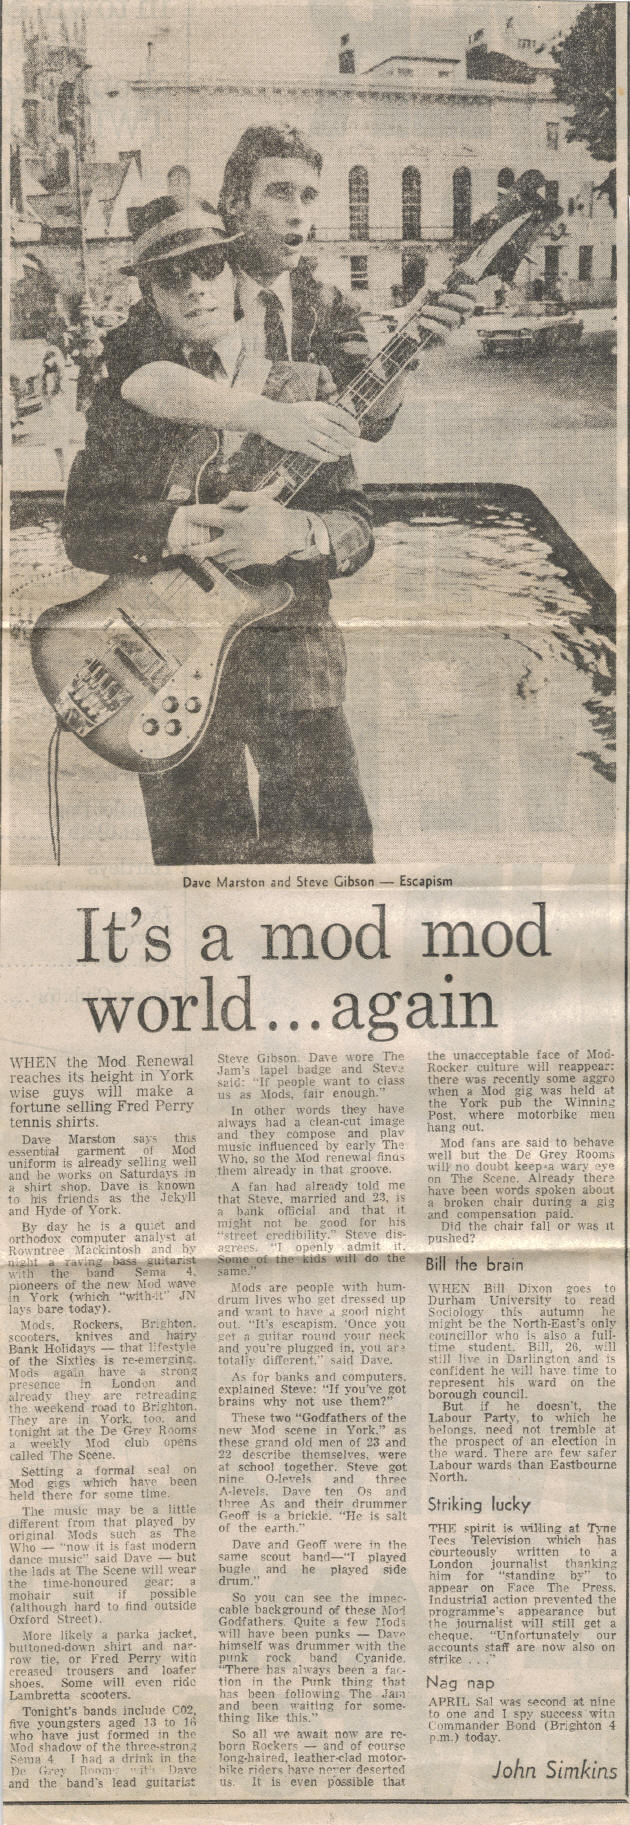 Dave Marston and Steve Gibson — Escapism
It's a mod mod
world...again
WHEN the Mod Renewal
reaches its height in York
wise guys will make a
fortune selling Fred Perry
tennis shirts.
Dave Marston says this
essential garment of Mod
uniform is already selling well
and he works on Saturdays in
a shirt shop. Dave is known
to his friends as the Jekyll
and Hyde of York.
By day he is a quiet and
orthodox computer analyst at
Rowntree Mackintosh and by
night a raving bass guitarist
with the band Sema 4,
pioneers of the new Mod wave
in York (which "with-it" JN
lays bare today).
Mods, Rockers, Brighton,
scooters, knives and hairy
Bank Holidays — that lifestyle
of the Sixties is re-emerging.
Mods again have a strong
presence in London and
already they are retreading
the weekend road to Brighton.
They are in York, too, and
tonight at the De Grey Rooms
a weekly Mod club opens
called The Scene.
Setting a formal seal on
Mod gigs which have been
held there for some time.
The music may be a little
different from that played by
original Mods such as The
Who — "now it is fast modern
dance music" said Dave — but
the lads at The Scene will wear
the time-honoured gear: a
mohair suit if possible
(although hard to find outside
Oxford Street).
More likely a parka jacket,
buttoned-down shirt and nar-
row tie, or Fred Perry with
creased trousers and loafer
shoes. Some will even ride
Lambretta scooters.
Tonight's bands include C02,
five youngsters aged 13 to 16
who have just formed in the
Mod shadow of the three-strong
Sema 4. I had a drink in the
De Grey Rooms with Dave
and the band's lead guitarist
Steve Gibson. Dave wore The
Jam's lapel badge and Steve
said: "If people want to class
us as Mods, fair enough."
In other words they have
always had a clean-cut image
and they compose and play
music influenced by early The
Who, so the Mod renewal finds
them already in that groove.
A fan had already told me
that Steve, married and 23, is
a bank official and that it
might not be good for his
"street credibility." Steve dis-
agrees. "I openly admit it.
Some of the kids will do the
same."
Mods are people with hum-
drum lives who get dressed up
and want to have a good night
out. "It's escapism. 'Once you
get a guitar round your neck
and you're plugged in, you are
totally different," said Dave.
As for banks and computers,
explained Steve: "If you've got
brains why not use them?"
These two "Godfathers of the
new Mod scene in York," as
these grand old men of 23 and
22 describe themselves, were
at school together. Steve got
nine O-levels and three
A-levels, Dave ten Os and
three As and their drummer
Geoff is a brickie. "He is salt
of the earth."
Dave and Geoff were in the
same scout band—"I played
bugle and he played side
drum."
So you can see the impec-
cable background of these Mod
Godfathers. Quite a few Mods
will have been punks — Dave
himself was drummer with the
punk rock band Cyanide.
"There has always been a fac-
tion in the Punk thing that
has been following The Jam
and been waiting for some-
thing like this."
So all we await now are re-
born Rockers — and of course
long-haired, leather-clad motor-
bike riders have never deserted
us. It is even possible that
the unacceptable face of Mod-
Rocker culture will reappear:
there was recently some aggro
when a Mod gig was held at
the York pub the Winning
Post, where motorbike men
hang out.
Mod fans are said to behave
well but the De Grey Rooms
will no doubt keep a wary eye
on The Scene. Already there
have been words spoken about
a broken chair during a gig
and compensation paid.
Did the chair fall or was it
pushed?
Bill the brain
WHEN Bill Dixon goes to
Durham University to read
Sociology this autumn he
might be the North-East's only
councillor who is also a full-
time student. Bill, 26, will
still live in Darlington and is
confident he will have time to
represent his ward on the
borough council.
But if he doesn't, the
Labour Party, to which he
belongs, need not tremble at
the prospect of an election in
the ward. There are few safer
Labour wards than Eastbourne
North.
Striking lucky
THE spirit is willing at Tyne
Tees Television which has
courteously written to a
London journalist thanking
him for "standing by" to
appear on Face The Press.
Industrial action prevented the
programme's appearance but
the journalist will still get a
cheque. "Unfortunately our
accounts staff are now also on
strike . . ."
Nag nap
APRIL Sal was second at nine
to one and I spy success with
Commander Bond (Brighton 4
p.m.) today.
John Simkins